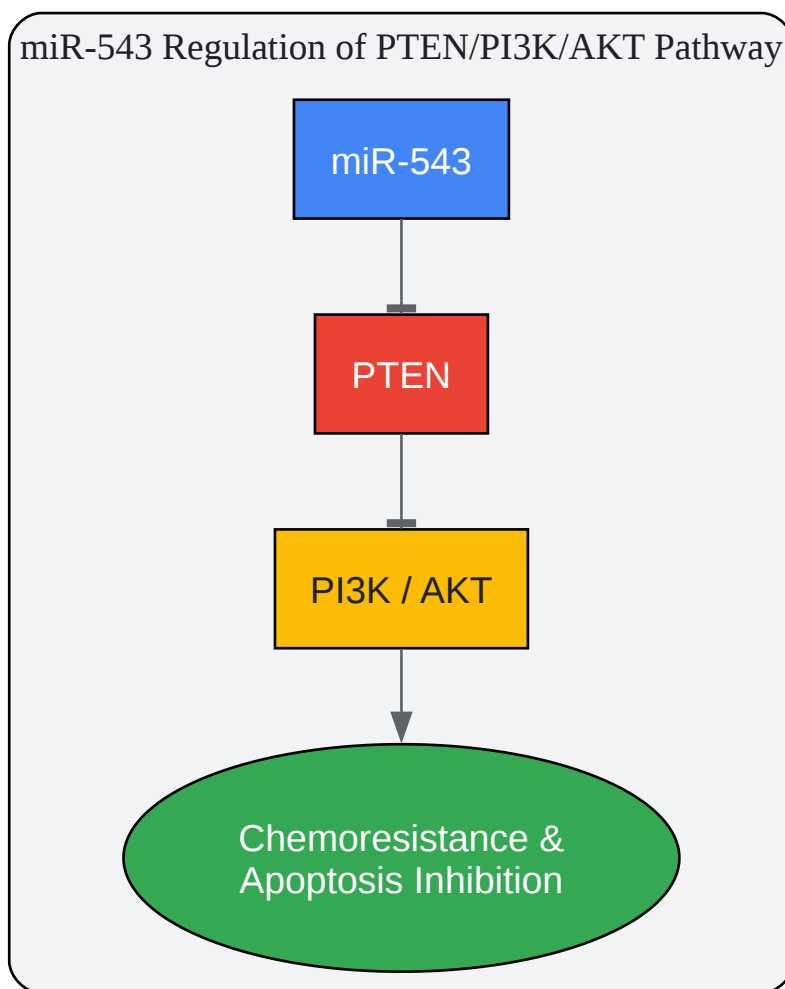 miR-543 Regulation of PTEN/PI3K/AKT Pathway
miR-543
PTEN
PI3K / AKT
Chemoresistance &
Apoptosis Inhibition